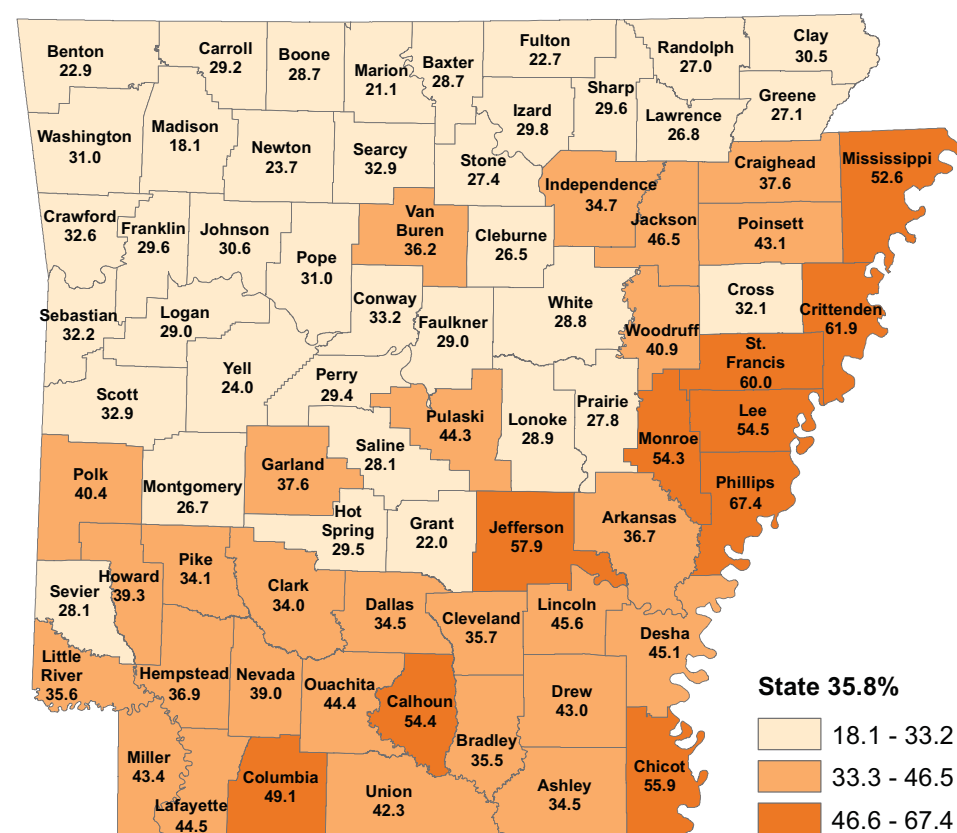 Benton
22.9
Carroll
29.2
Boone
28.7
Marion
21.1
Baxter
28.7
Fulton
22.7
Randolph
27.0
Clay
30.5
Washington
31.0
Madison
18.1
Newton
23.7
Searcy
32.9
Stone
27.4
Izard
29.8
Sharp
29.6
Lawrence
26.8
Greene
27.1
Crawford
32.6
Franklin
29.6
Johnson
30.6
Pope
31.0
Van
Buren
36.2
Cleburne
26.5
Independence
34.7
Jackson
46.5
Craighead
37.6
Mississippi
52.6
Poinsett
43.1
Sebastian
32.2
Logan
29.0
Conway
33.2
Faulkner
29.0
White
28.8
Woodruff
40.9
Cross
32.1
Crittenden
61.9
Scott
32.9
Yell
24.0
Perry
29.4
Pulaski
44.3
Lonoke
28.9
Prairie
27.8
St.
Francis
60.0
Lee
54.5
Monroe
54.3
Phillips
67.4
Polk
40.4
Montgomery
26.7
Garland
37.6
Saline
28.1
Hot
Spring
29.5
Grant
22.0
Jefferson
57.9
Arkansas
36.7
Sevier
28.1
Howard
39.3
Pike
34.1
Clark
34.0
Dallas
34.5
Cleveland
35.7
Lincoln
45.6
Desha
45.1
Little
River
35.6
Hempstead
36.9
Nevada
39.0
Ouachita
44.4
Calhoun
54.4
Bradley
35.5
Drew
43.0
Miller
43.4
Lafayette
44.5
Columbia
49.1
Union
42.3
Ashley
34.5
Chicot
55.9
State 35.8%
18.1 - 33.2
33.3 - 46.5
46.6 - 67.4